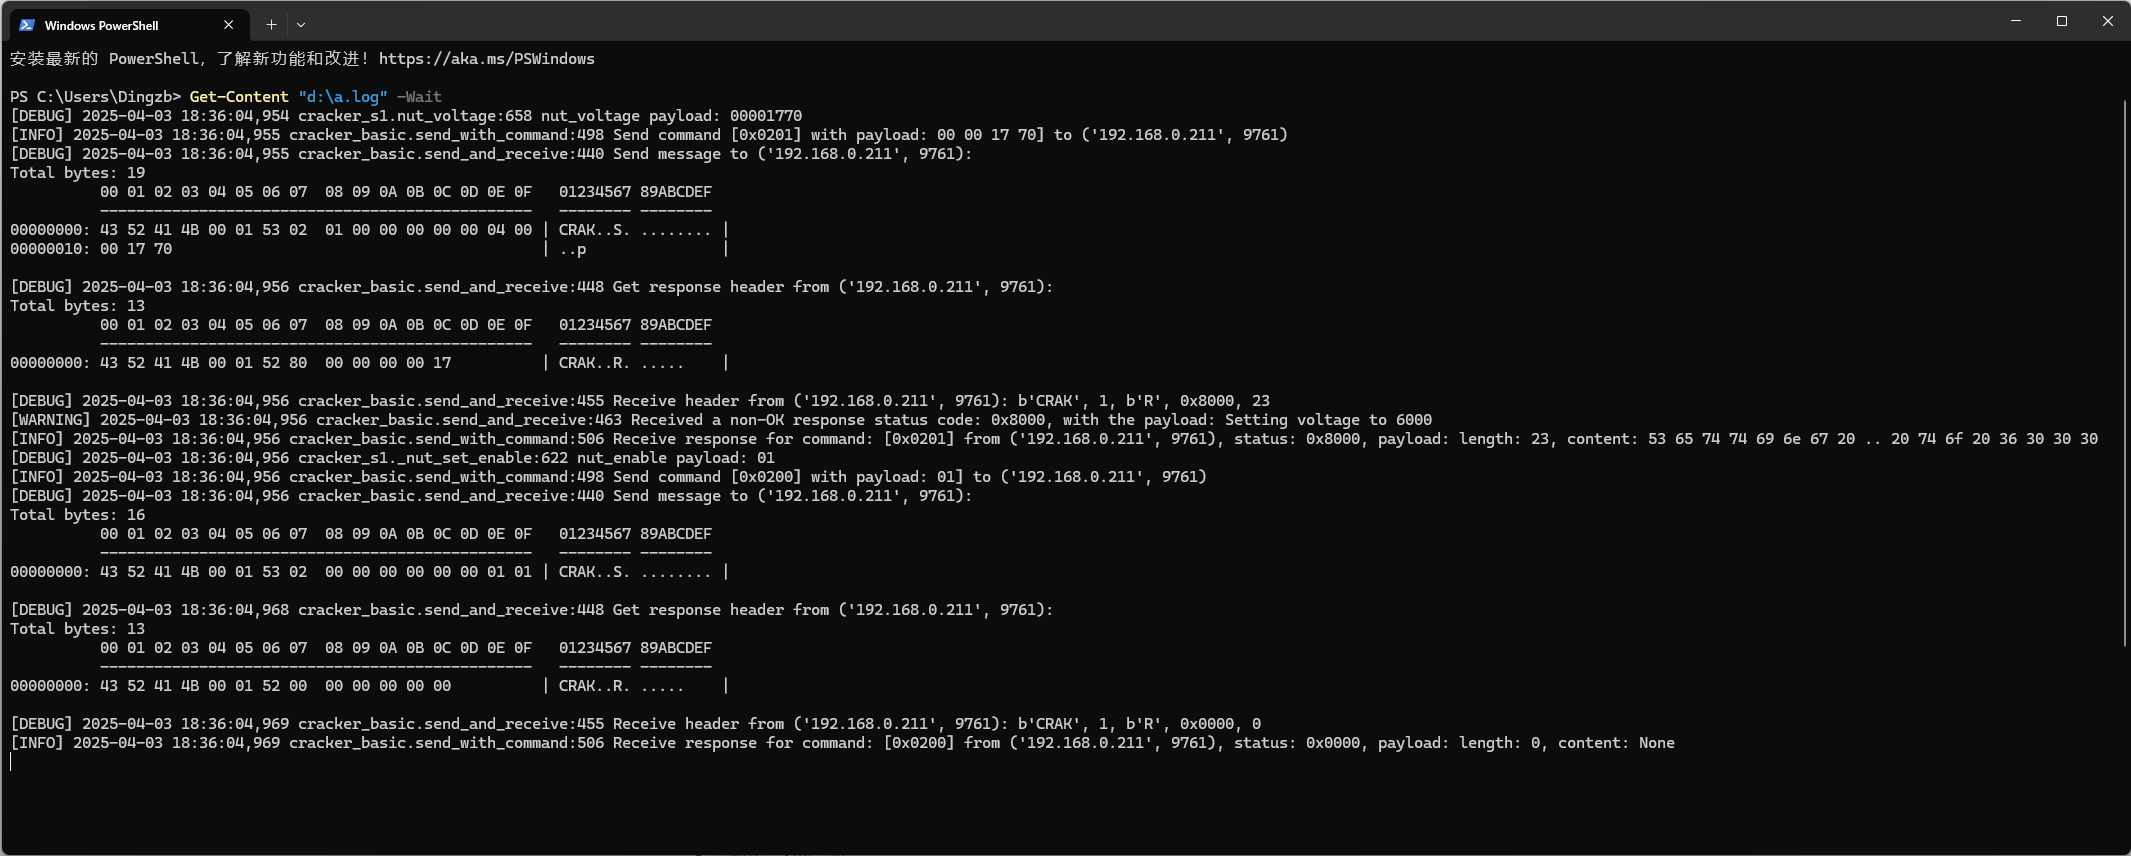 Windows PowerShell
安装最新的 PowerShell，了解新功能和改进！https://aka.ms/PSWindows
PS C:\Users\Dingzb> Get-Content "d:\a.log" -Wait
[DEBUG] 2025-04-03 18:36:04,954 cracker_s1.nut_voltage:658 nut_voltage payload: 00001770
[INFO] 2025-04-03 18:36:04,955 cracker_basic.send_with_command:498 Send command [0x0201] with payload: 00 00 17 70] to ('192.168.0.211', 9761)
[DEBUG] 2025-04-03 18:36:04,955 cracker_basic.send_and_receive:440 Send message to ('192.168.0.211', 9761):
Total bytes: 19
          00 01 02 03 04 05 06 07  08 09 0A 0B 0C 0D 0E 0F   01234567 89ABCDEF
          ------------------------------------------------   -------- --------
00000000: 43 52 41 4B 00 01 53 02  01 00 00 00 00 00 04 00 | CRAK..S. ........ |
00000010: 00 17 70                                         | ..p               |
[DEBUG] 2025-04-03 18:36:04,956 cracker_basic.send_and_receive:448 Get response header from ('192.168.0.211', 9761):
Total bytes: 13
          00 01 02 03 04 05 06 07  08 09 0A 0B 0C 0D 0E 0F   01234567 89ABCDEF
          ------------------------------------------------   -------- --------
00000000: 43 52 41 4B 00 01 52 80  00 00 00 00 17          | CRAK..R. .....    |
[DEBUG] 2025-04-03 18:36:04,956 cracker_basic.send_and_receive:455 Receive header from ('192.168.0.211', 9761): b'CRAK', 1, b'R', 0x8000, 23
[WARNING] 2025-04-03 18:36:04,956 cracker_basic.send_and_receive:463 Received a non-OK response status code: 0x8000, with the payload: Setting voltage to 6000
[INFO] 2025-04-03 18:36:04,956 cracker_basic.send_with_command:506 Receive response for command: [0x0201] from ('192.168.0.211', 9761), status: 0x8000, payload: length: 23, content: 53 65 74 74 69 6e 67 20 .. 20 74 6f 20 36 30 30 30
[DEBUG] 2025-04-03 18:36:04,956 cracker_s1._nut_set_enable:622 nut_enable payload: 01
[INFO] 2025-04-03 18:36:04,956 cracker_basic.send_with_command:498 Send command [0x0200] with payload: 01] to ('192.168.0.211', 9761)
[DEBUG] 2025-04-03 18:36:04,956 cracker_basic.send_and_receive:440 Send message to ('192.168.0.211', 9761):
Total bytes: 16
          00 01 02 03 04 05 06 07  08 09 0A 0B 0C 0D 0E 0F   01234567 89ABCDEF
          ------------------------------------------------   -------- --------
00000000: 43 52 41 4B 00 01 53 02  00 00 00 00 00 00 01 01 | CRAK..S. ........ |
[DEBUG] 2025-04-03 18:36:04,968 cracker_basic.send_and_receive:448 Get response header from ('192.168.0.211', 9761):
Total bytes: 13
          00 01 02 03 04 05 06 07  08 09 0A 0B 0C 0D 0E 0F   01234567 89ABCDEF
          ------------------------------------------------   -------- --------
00000000: 43 52 41 4B 00 01 52 00  00 00 00 00 00          | CRAK..R. .....    |
[DEBUG] 2025-04-03 18:36:04,969 cracker_basic.send_and_receive:455 Receive header from ('192.168.0.211', 9761): b'CRAK', 1, b'R', 0x0000, 0
[INFO] 2025-04-03 18:36:04,969 cracker_basic.send_with_command:506 Receive response for command: [0x0200] from ('192.168.0.211', 9761), status: 0x0000, payload: length: 0, content: None